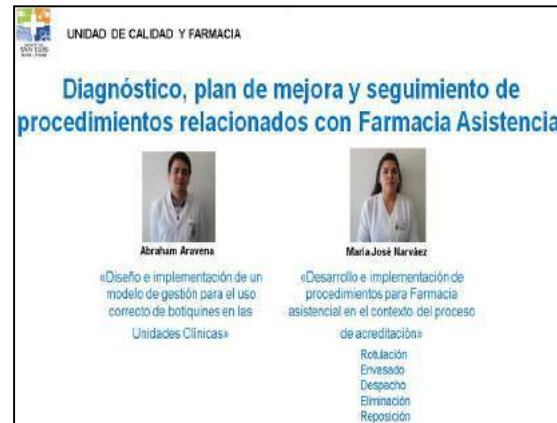 SAN LUIS
UNIDAD DE CALIDAD Y FARMACIA
Diagnóstico, plan de mejora y seguimiento de
procedimientos relacionados con Farmacia Asistencia
Abraham Aravena
«Diseño e implementación de un
modelo de gestión para el uso
correcto de botiquines en las
Unidades Clínicas»
María José Narváez
«Desarrollo e implementación de
procedimientos para Farmacia
asistencial en el contexto del proceso
de acreditación»
Rotulación
Envasado
Despacho
Eliminación
Reposición